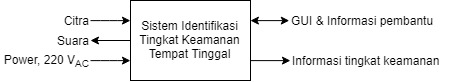 Citra
Suara
Power, 220 VAC
Sistem Identifikasi
Tingkat Keamanan
Tempat Tinggal
GUI & Informasi pembantu
Informasi tingkat keamanan